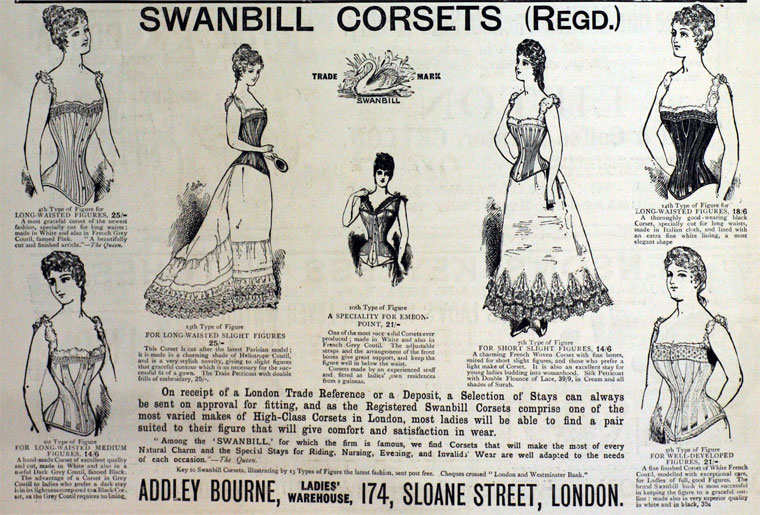 SWANBILL CORSETS (REGD.)
TRADE MARK
SWANBILL
4th Type of Figure for
LONG-WAISTED FIGURES, 25/-
A most graceful corset of the newest
fashion, specially cut for long waists:
made in White and also in French Grey
Coutil, fanned Pink. "A beautifully
cut and finished article."—The Queen.
13th Type of Figure
FOR LONG-WAISTED SLIGHT FIGURES
25/-
This Corset is cut after the latest Parisian model;
it is made in a charming shade of Heliotrope Coutil,
and is a very stylish novelty, giving to slight figures
that graceful contour which is so necessary for the suc-
cessful fit of a gown. The Train Petticoat with double
frills of embroidery, 25/-.
10th Type of Figure
A SPECIALITY FOR EMBON-
POINT, 21/-
One of the most successful Corsets ever
produced; made in White and also in
French Grey Coutil. The adjustable
straps and the arrangement of the front
bones give great support, and keep the
figure well in below the waist.
Corsets made by an experienced staff
and fitted at ladies' own residences
from 2 guineas.
7th Type of Figure
FOR SHORT SLIGHT FIGURES, 14/6
A charming French Woven Corset with fine bones,
suited for short slight figures, and those who prefer a
light make of Corset. It is also an excellent stay for
young ladies budding into womanhood. Silk Petticoat
with Double Flounce of Lace, 39/9, in Cream and all
shades of Surah.
14th Type of Figure for
LONG-WAISTED FIGURES, 18/6
A thoroughly good-wearing black
Corset, specially cut for long waists,
made in Italian cloth, and lined with
an extra fine white lining, a most
elegant shape
1st Type of Figure
FOR LONG-WAISTED MEDIUM
FIGURES, 14/6
A hand-made Corset of excellent quality
and cut, made in White and also in a
useful Dark Grey Coutil, fanned Black.
The advantage of a Corset in Grey
Coutil to ladies who prefer a dark stay
is in its lightness compared to a Black Cor-
set, as the Grey Coutil requires no lining.
9th Type of Figure
FOR WELL-DEVELOPED
FIGURES, 21/-
A fine finished Corset of White French
Coutil, modelled with exceptional care,
for Ladies of full, good Figures. The
broad Swanbill busk is most successful
in keeping the figure to a graceful out-
line; made also in very superior quality
in white and in black, 35s
On receipt of a London Trade Reference or a Deposit, a Selection of Stays can always
be sent on approval for fitting, and as the Registered Swanbill Corsets comprise one of the
most varied makes of High-Class Corsets in London, most ladies will be able to find a pair
suited to their figure that will give comfort and satisfaction in wear.
"Among the 'SWANBILL,' for which the firm is famous, we find Corsets that will make the most of every
Natural Charm and the Special Stays for Riding, Nursing, Evening, and Invalids' Wear are well adapted to the needs
of each occasion."—The Queen.
Key to Swanbill Corsets, illustrating by 13 Types of Figure the latest fashion, sent post free. Cheques crossed "London and Westminster Bank."
ADDLEY BOURNE, LADIES' WAREHOUSE, 174, SLOANE STREET, LONDON.